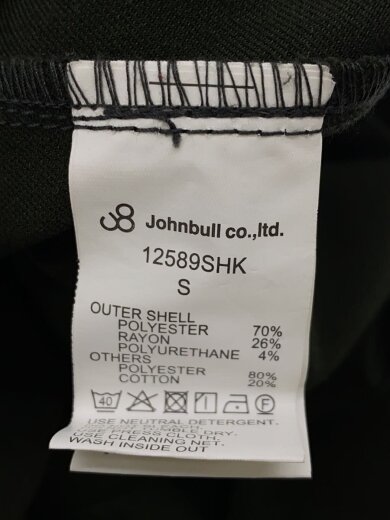 Johnbull co.,ltd.
12589SHK
S
OUTER SHELL
POLYESTER 70%
RAYON 26%
POLYURETHANE 4%
OTHERS
POLYESTER 80%
COTTON 20%
40 F
USE NEUTRAL DETERGENT.
DRY.
USE CLEANING NET.
WASH INSIDE OUT